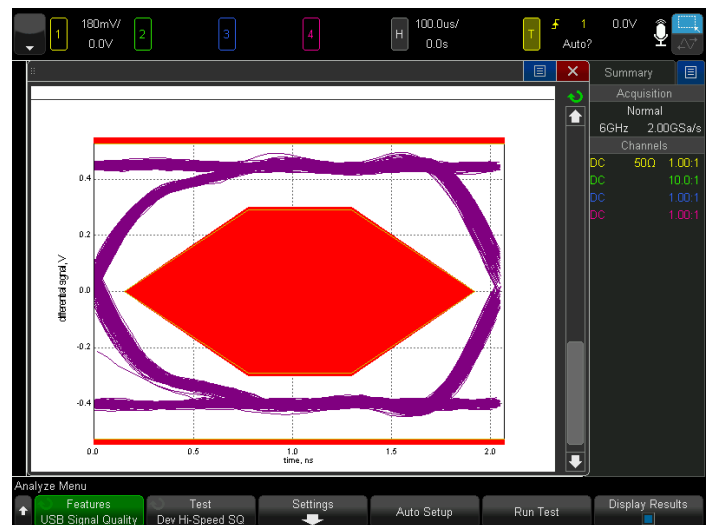 1
180mV/
0.0V
2
3
4
H
100.0us/
0.0s
T
1
0.0V
Auto?
Summary
Acquisition
Normal
6GHz 2.00GSa/s
Channels
DC 50Ω 1.00:1
DC 10.0:1
DC 1.00:1
DC 1.00:1
0.4
0.2
0.0
-0.2
-0.4
differential signal, V
0.0 0.5 1.0 1.5 2.0
time, ns
Analyze Menu
Features
USB Signal Quality
Test
Dev Hi-Speed SQ
Settings
Auto Setup
Run Test
Display Results